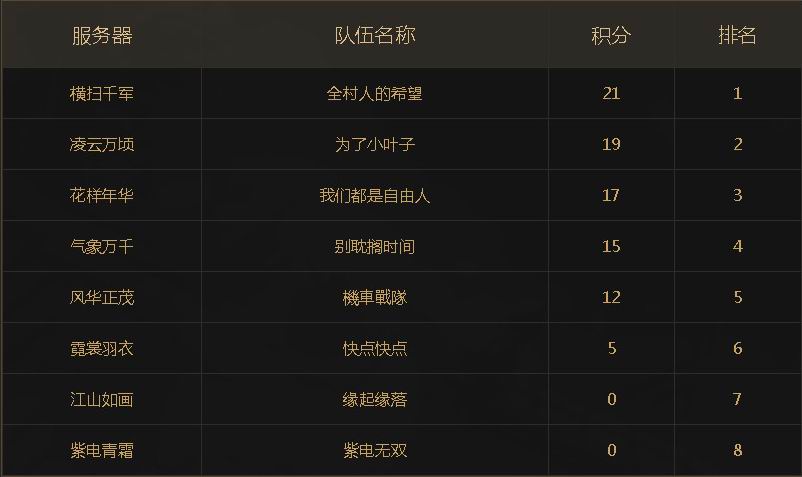 服务器 队伍名称 积分 排名
横扫千军 全村人的希望 21 1
凌云万顷 为了小叶子 19 2
花样年华 我们都是自由人 17 3
气象万千 别耽搁时间 15 4
风华正茂 機車戰隊 12 5
霓裳羽衣 快点快点 5 6
江山如画 缘起缘落 0 7
紫电青霜 紫电无双 0 8